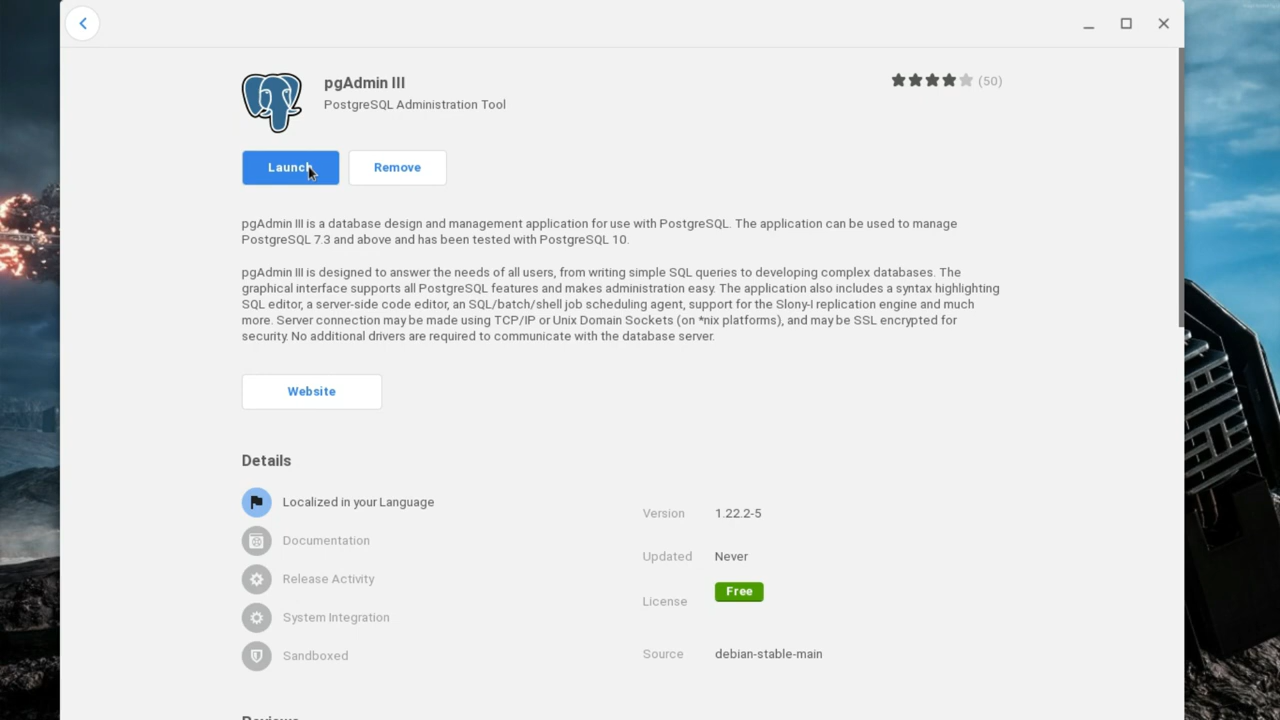 pgAdmin III
PostgreSQL Administration Tool
(50)
Launch
Remove
pgAdmin III is a database design and management application for use with PostgreSQL. The application can be used to manage
PostgreSQL 7.3 and above and has been tested with PostgreSQL 10.
pgAdmin III is designed to answer the needs of all users, from writing simple SQL queries to developing complex databases. The
graphical interface supports all PostgreSQL features and makes administration easy. The application also includes a syntax highlighting
SQL editor, a server-side code editor, an SQL/batch/shell job scheduling agent, support for the Slony-I replication engine and much
more. Server connection may be made using TCP/IP or Unix Domain Sockets (on *nix platforms), and may be SSL encrypted for
security. No additional drivers are required to communicate with the database server.
Website
Details
Localized in your Language
Documentation
Release Activity
System Integration
Sandboxed
Version 1.22.2-5
Updated Never
License Free
Source debian-stable-main
Reviews